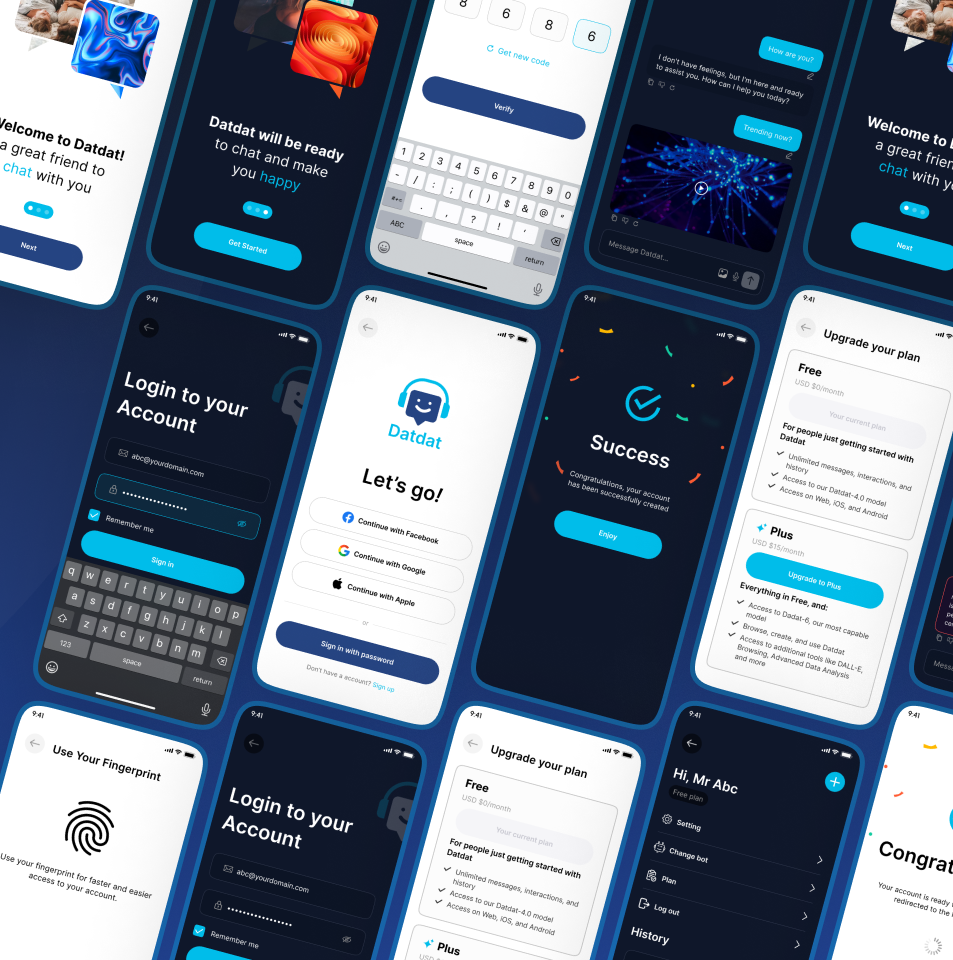 Welcome to Datdat!
a great friend to
chat with you
Next
Datdat will be ready
to chat and make
you happy
Get Started
8 6 8 6
Get new code
Verify
1 2 3 4 5 6 7 8 9 0
- / : ; ( ) $ & @ "
#+= . , ? ! ʼ
ABC space return
How are you?
I don't have feelings, but I'm here and ready
to assist you. How can I help you today?
Trending now?
Message Datdat...
Welcome to D
a great frien
chat with yo
Next
9:41
Login to your
Account
abc@yourdomain.com
Remember me
Sign in
q w e r t y u i o p
a s d f g h j k l
z x c v b n m
123 space return
9:41
Datdat
Let's go!
Continue with Facebook
Continue with Google
Continue with Apple
or
Sign in with password
Don't have a account? Sign up
9:41
Success
Congratulations, your account
has been successfully created
Enjoy
9:41
Upgrade your plan
Free
USD $0/month
Your current plan
For people just getting started with
Datdat
Unlimited messages, interactions, and
history
Access to our Datdat-4.0 model
Access on Web, iOS, and Android
Plus
USD $15/month
Upgrade to Plus
Everything in Free, and:
Access to Datdat-6, our most capable
model
Browse, create, and use Datdat
Access to additional tools like DALL·E,
Browsing, Advanced Data Analysis
and more
9:41
Use Your Fingerprint
Use your fingerprint for faster and easier
access to your account.
9:41
Login to your
Account
abc@yourdomain.com
Remember me
9:41
Upgrade your plan
Free
USD $0/month
Your current plan
For people just getting started with
Datdat
Unlimited messages, interactions, and
history
Access to our Datdat-4.0 model
Access on Web, iOS, and Android
Plus
9:41
Hi, Mr Abc
Free plan
Setting
Change bot
Plan
Log out
History
9:41
Congrat
Your account is ready
redirected to the